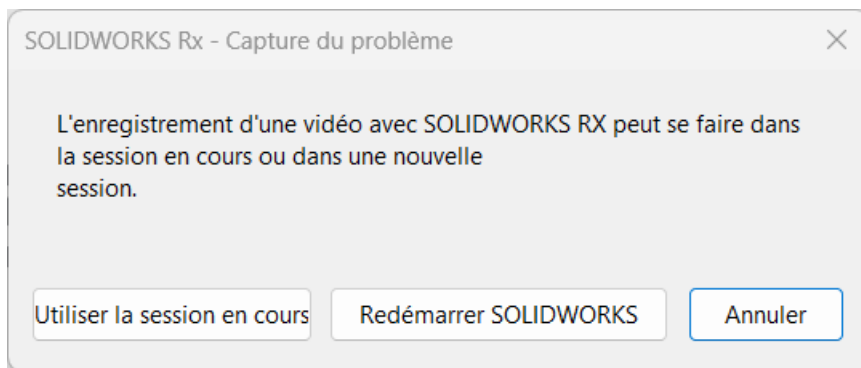 SOLIDWORKS Rx - Capture du problème
L'enregistrement d'une vidéo avec SOLIDWORKS RX peut se faire dans
la session en cours ou dans une nouvelle
session.
Utiliser la session en cours
Redémarrer SOLIDWORKS
Annuler